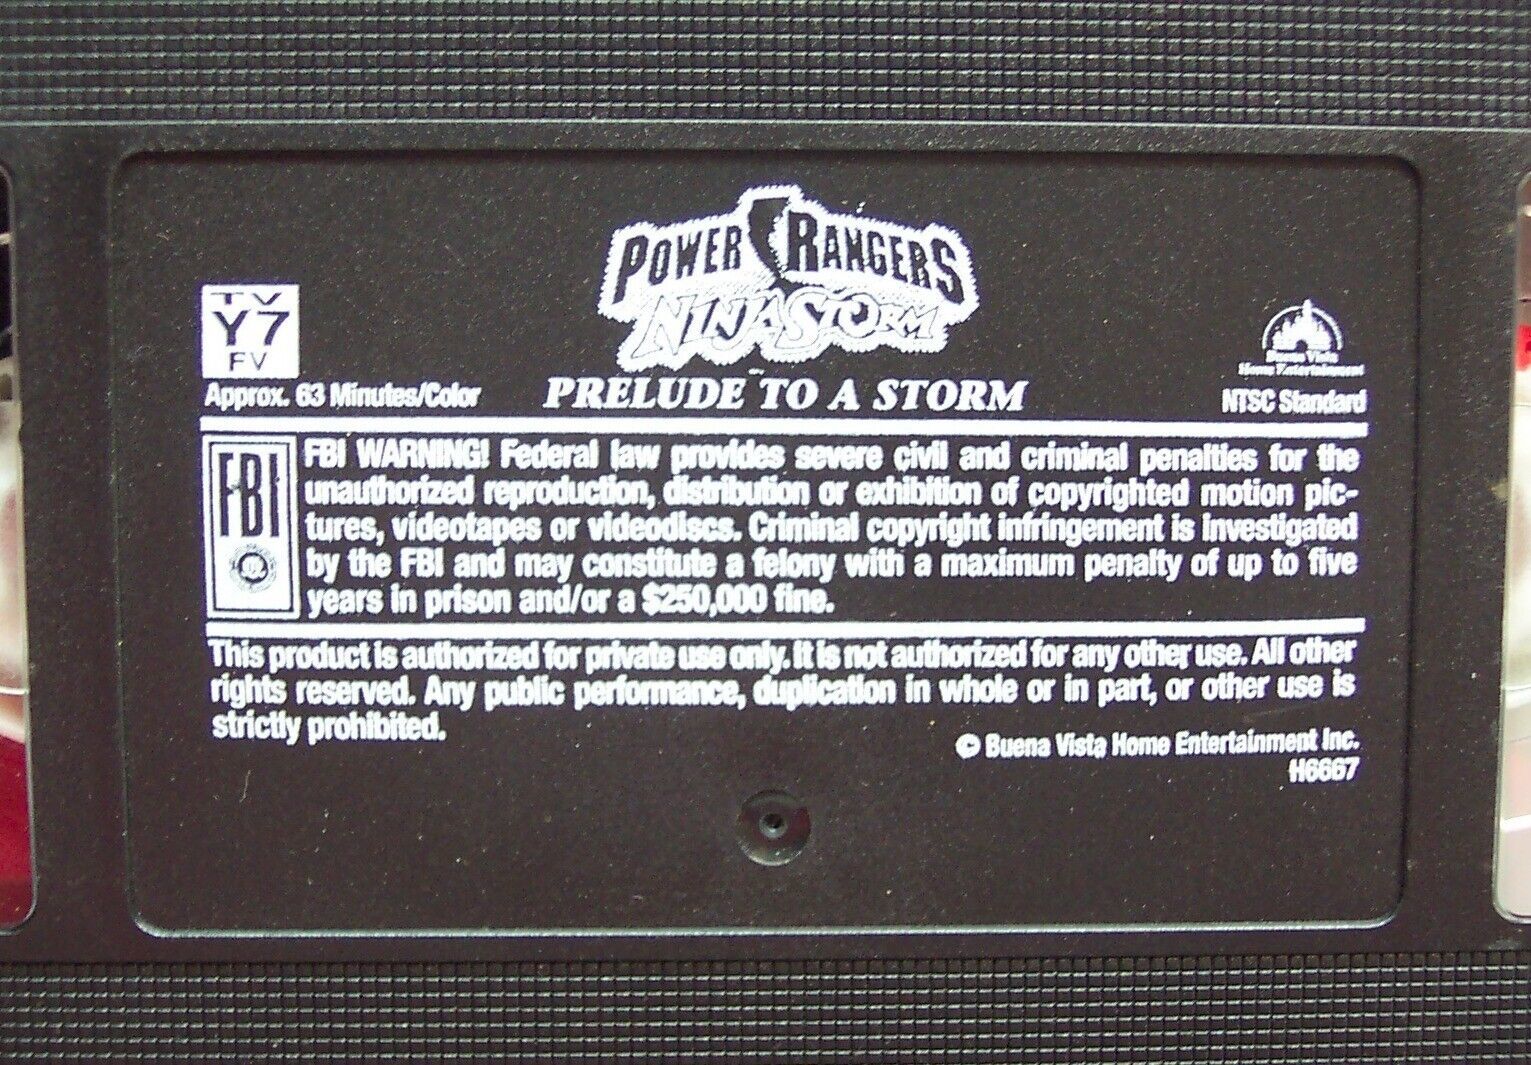 POWER RANGERS
NINJA STORM
TV
Y7
FV
Buena Vista
Home Entertainment
Approx. 63 Minutes/Color
PRELUDE TO A STORM
NTSC Standard
FBI
FBI WARNING! Federal law provides severe civil and criminal penalties for the
unauthorized reproduction, distribution or exhibition of copyrighted motion pic-
tures, videotapes or videodiscs. Criminal copyright infringement is investigated
by the FBI and may constitute a felony with a maximum penalty of up to five
years in prison and/or a $250,000 fine.
This product is authorized for private use only. It is not authorized for any other use. All other
rights reserved. Any public performance, duplication in whole or in part, or other use is
strictly prohibited.
© Buena Vista Home Entertainment Inc.
H6667